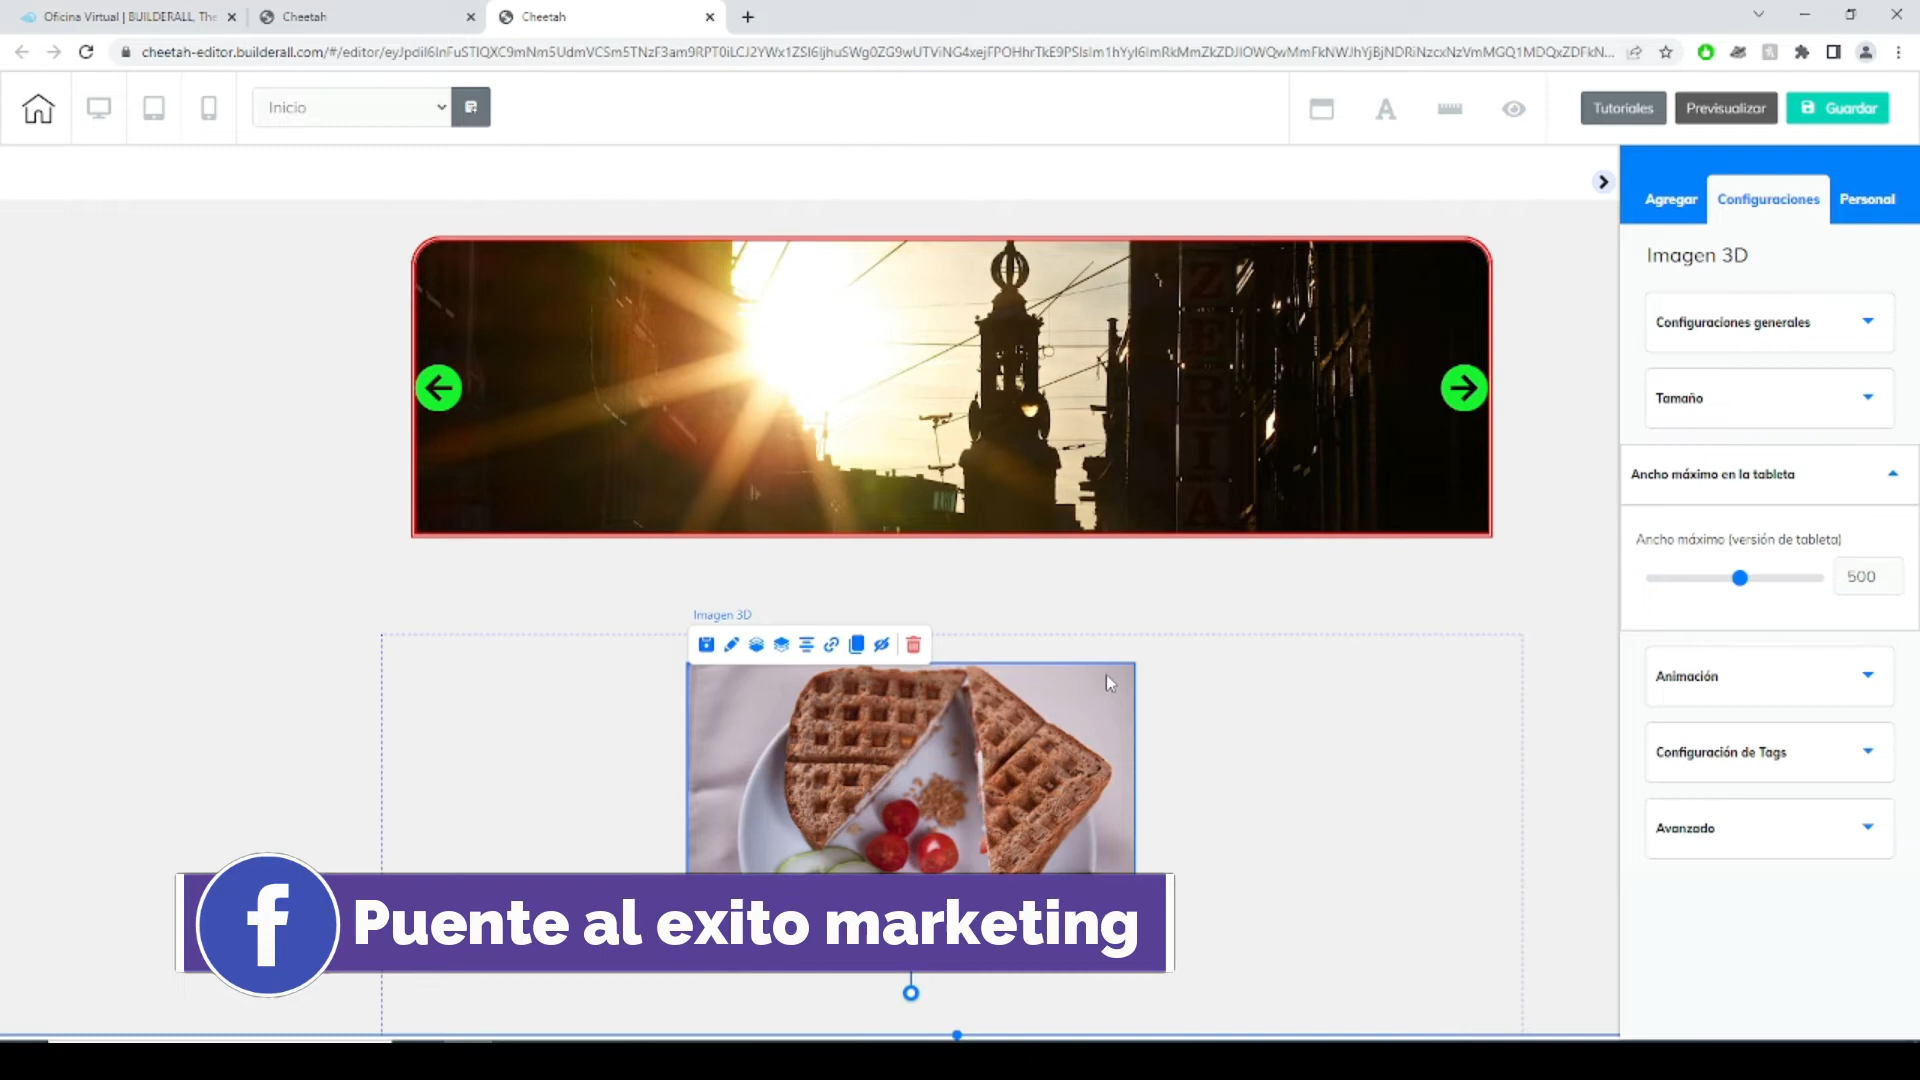 Oficina Virtual | BUILDERALL, The
Cheetah
Cheetah
Inicio
Tutoriales
Previsualizar
Guardar
Agregar
Configuraciones
Personal
Imagen 3D
Configuraciones generales
Tamaño
Ancho máximo en la tableta
Ancho máximo (versión de tableta)
500
Animación
Configuración de Tags
Avanzado
ZERIA
Imagen 3D
f
Puente al exito marketing